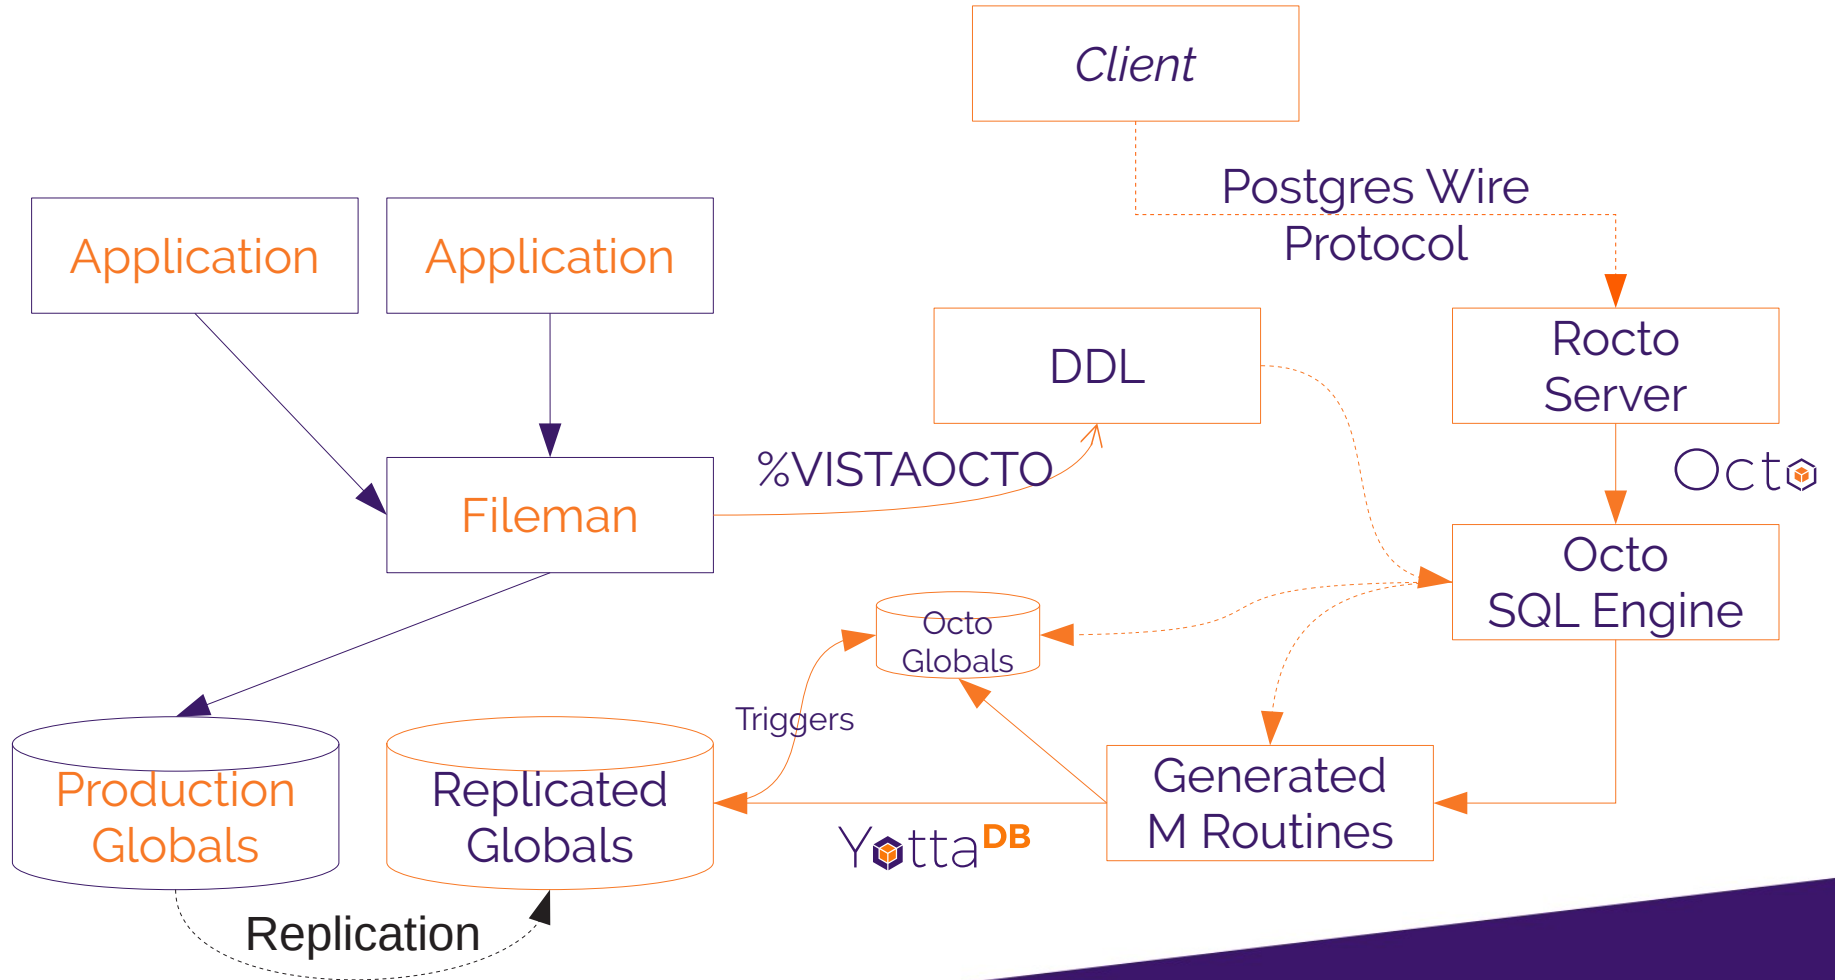 Client
Postgres Wire
Protocol
Application
Application
DDL
Rocto
Server
%VISTAOCTO
Octo
Fileman
Octo
SQL Engine
Octo
Globals
Triggers
Production
Globals
Replicated
Globals
Generated
M Routines
YottaDB
Replication